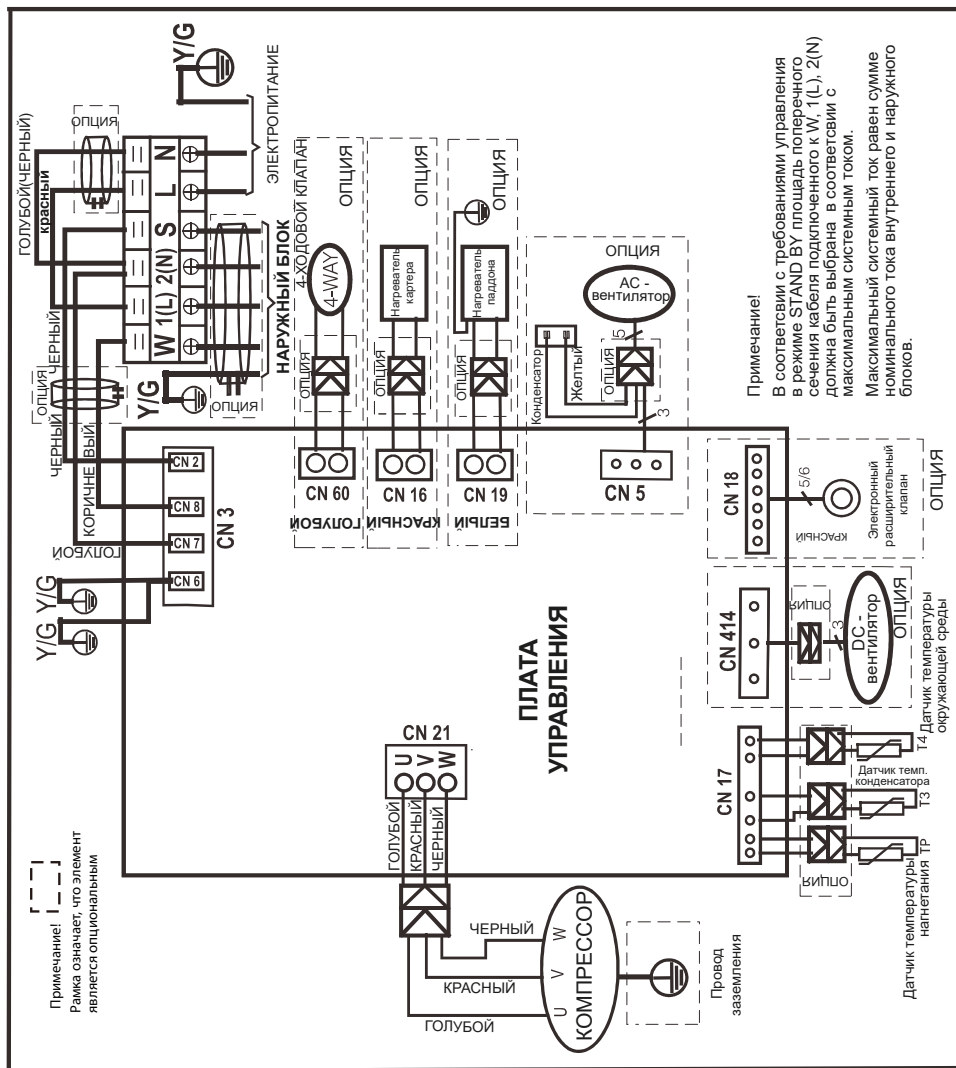 Примечание!
Рамка означает, что элемент
является опциональным
Y/G
Y/G
ГОЛУБОЙ
КОРИЧНЕ
ВЫЙ
ЧЕРНЫЙ
ЧЕРНЫЙ
ОПЦИЯ
ГОЛУБОЙ(ЧЕРНЫЙ)
красный
ОПЦИЯ
W
1(L)
2(N)
S
L
N
Y/G
ОПЦИЯ
НАРУЖНЫЙ БЛОК
ЭЛЕКТРОПИТАНИЕ
Y/G
CN 6
CN 7
CN 8
CN 2
CN 3
ГОЛУБОЙ
CN 60
ОПЦИЯ
4-ХОДОВОЙ КЛАПАН
4-WAY
ОПЦИЯ
КРАСНЫЙ
CN 16
ОПЦИЯ
Нагреватель
картера
ОПЦИЯ
БЕЛЫЙ
CN 19
ОПЦИЯ
Нагреватель
паддона
ОПЦИЯ
CN 5
3
Конденсатор
Желтый
ОПЦИЯ
5
AC -
вентилятор
ОПЦИЯ
ПЛАТА
УПРАВЛЕНИЯ
CN 21
U
V
W
ГОЛУБОЙ
КРАСНЫЙ
ЧЕРНЫЙ
ЧЕРНЫЙ
КРАСНЫЙ
ГОЛУБОЙ
U
V
W
КОМПРЕССОР
Провод
заземления
CN 17
ОПЦИЯ
TP
T3
T4
Датчик температуры
нагнетания
Датчик темп.
конденсатора
Датчик температуры
окружающей среды
CN 414
ОПЦИЯ
3
DC -
вентилятор
ОПЦИЯ
CN 18
КРАСНЫЙ
5/6
Электронный
расширительный
клапан
ОПЦИЯ
Примечание!
В соответсвии с требованиями управления
в режиме STAND BY площадь поперечного
сечения кабеля подключенного к W, 1(L), 2(N)
должна быть выбрана в соответсвии с
максимальным системным током.
Максимальный системный ток равен сумме
номинального тока внутреннего и наружного
блоков.